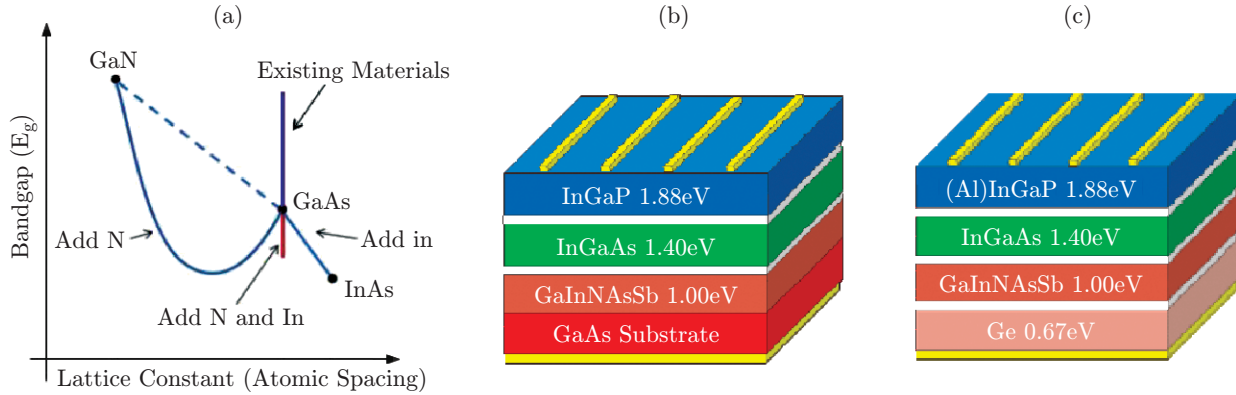 (a)
Bandgap (E_g)
GaN
Existing Materials
GaAs
Add N
Add in
InAs
Add N and In
Lattice Constant (Atomic Spacing)
(b)
InGaP 1.88eV
InGaAs 1.40eV
GaInNAsSb 1.00eV
GaAs Substrate
(c)
(Al)InGaP 1.88eV
InGaAs 1.40eV
GaInNAsSb 1.00eV
Ge 0.67eV